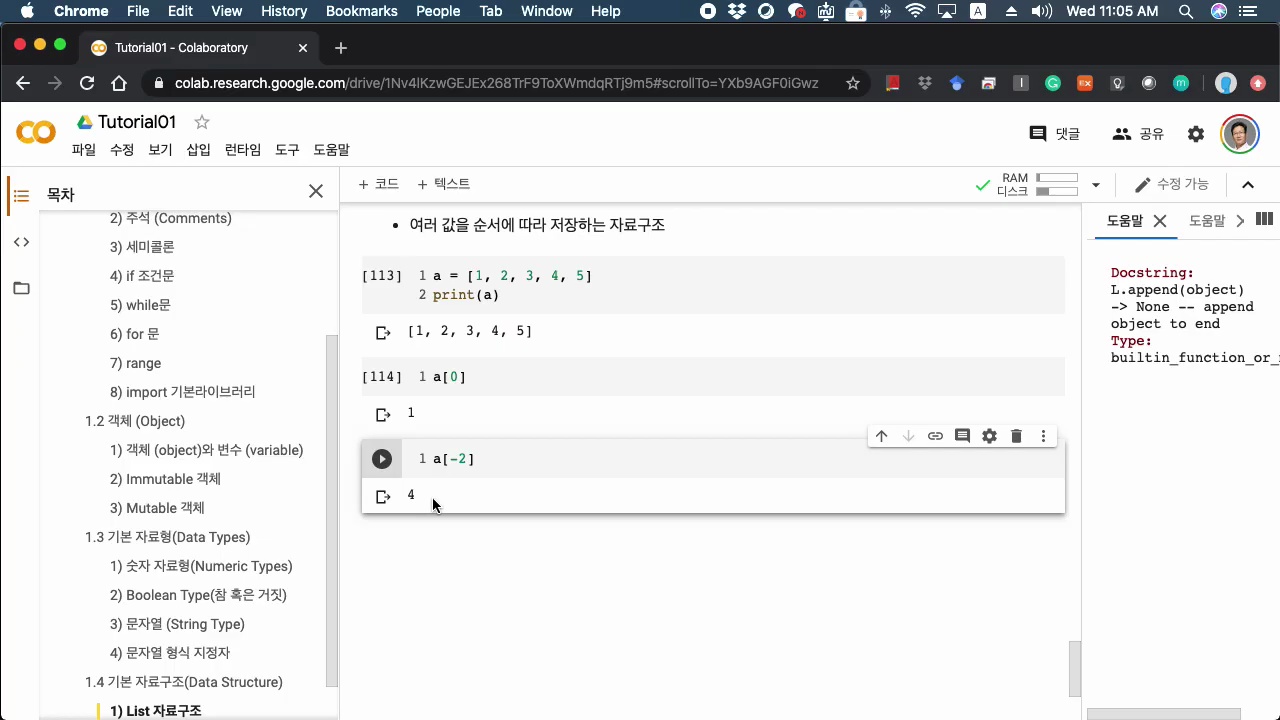 Chrome File Edit View History Bookmarks People Tab Window Help
A
Wed 11:05 AM
Tutorial01 - Colaboratory
colab.research.google.com/drive/1Nv4lKzwGEJEx268TrF9ToXWmdqRTj9m5#scrollTo=YXb9AGF0iGwz
Tutorial01
댓글
공유
파일 수정 보기 삽입 런타임 도구 도움말
목차
+ 코드 + 텍스트
RAM
디스크
수정 가능
2) 주석 (Comments)
3) 세미콜론
4) if 조건문
5) while문
6) for 문
7) range
8) import 기본라이브러리
1.2 객체 (Object)
1) 객체 (object)와 변수 (variable)
2) Immutable 객체
3) Mutable 객체
1.3 기본 자료형(Data Types)
1) 숫자 자료형(Numeric Types)
2) Boolean Type(참 혹은 거짓)
3) 문자열 (String Type)
4) 문자열 형식 지정자
1.4 기본 자료구조(Data Structure)
1) List 자료구조
• 여러 값을 순서에 따라 저장하는 자료구조
[113] 1 a = [1, 2, 3, 4, 5]
2 print(a)
[1, 2, 3, 4, 5]
[114] 1 a[0]
1
1 a[-2]
4
도움말
도움말
Docstring:
L.append(object)
-> None -- append
object to end
Type:
builtin_function_or_